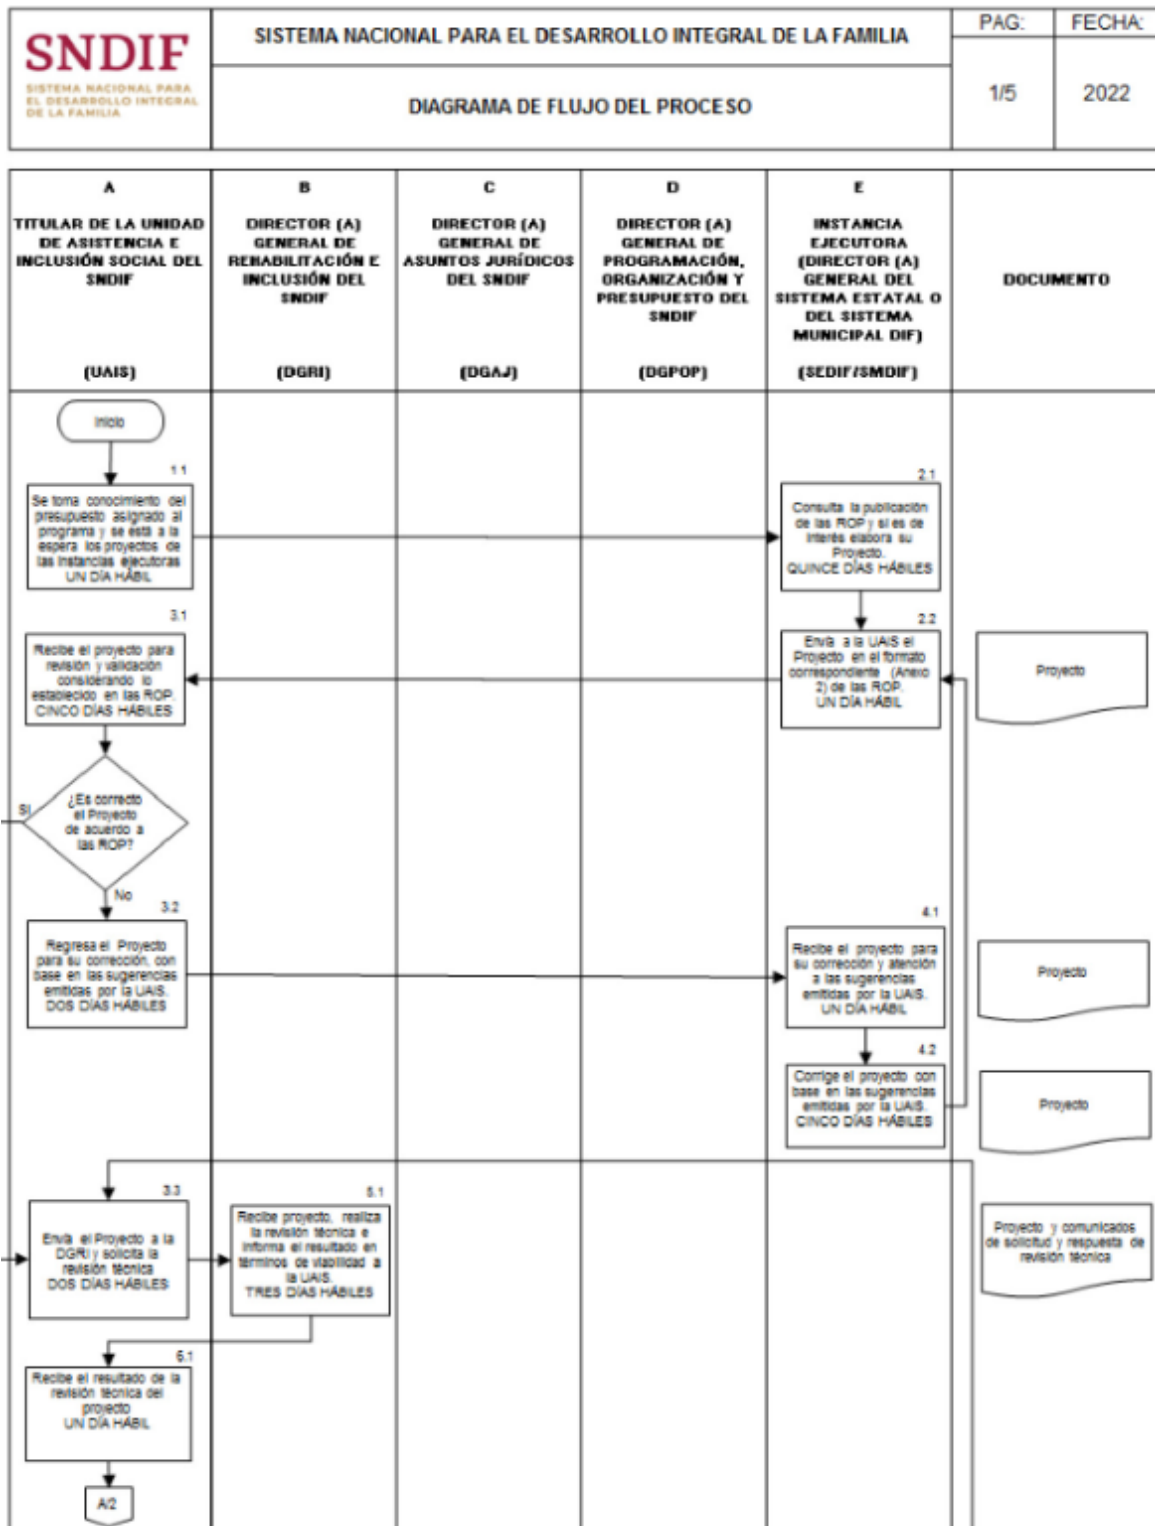 SNDIF
SISTEMA NACIONAL PARA
EL DESARROLLO INTEGRAL
DE LA FAMILIA
SISTEMA NACIONAL PARA EL DESARROLLO INTEGRAL DE LA FAMILIA
DIAGRAMA DE FLUJO DEL PROCESO
PAG:
FECHA:
1/5
2022
A
TITULAR DE LA UNIDAD
DE ASISTENCIA E
INCLUSIÓN SOCIAL DEL
SNDIF
(UAIS)
B
DIRECTOR (A)
GENERAL DE
REHABILITACIÓN E
INCLUSIÓN DEL
SNDIF
(DGRI)
C
DIRECTOR (A)
GENERAL DE
ASUNTOS JURÍDICOS
DEL SNDIF
(DGAJ)
D
DIRECTOR (A)
GENERAL DE
PROGRAMACIÓN,
ORGANIZACIÓN Y
PRESUPUESTO DEL
SNDIF
(DGPOP)
E
INSTANCIA
EJECUTORA
(DIRECTOR (A)
GENERAL DEL
SISTEMA ESTATAL O
DEL SISTEMA
MUNICIPAL DIF)
(SEDIF/SMDIF)
DOCUMENTO
Inicio
1.1
Se toma conocimiento del
presupuesto asignado al
programa y se está a la
espera los proyectos de
las instancias ejecutoras
UN DÍA HÁBIL
2.1
Consulta la publicación
de las ROP y si es de
interés elabora su
Proyecto.
QUINCE DÍAS HÁBILES
3.1
Recibe el proyecto para
revisión y validación
considerando lo
establecido en las ROP.
CINCO DÍAS HÁBILES
2.2
Envía a la UAIS el
Proyecto en el formato
correspondiente (Anexo
2) de las ROP.
UN DÍA HÁBIL
Proyecto
SI
¿Es correcto
el Proyecto
de acuerdo a
las ROP?
No
3.2
Regresa el Proyecto
para su corrección, con
base en las sugerencias
emitidas por la UAIS.
DOS DÍAS HÁBILES
4.1
Recibe el proyecto para
su corrección y atención
a las sugerencias
emitidas por la UAIS.
UN DÍA HÁBIL
Proyecto
4.2
Corrige el proyecto con
base en las sugerencias
emitidas por la UAIS.
CINCO DÍAS HÁBILES
Proyecto
3.3
Envía el Proyecto a la
DGRI y solicita la
revisión técnica
DOS DÍAS HÁBILES
5.1
Recibe proyecto, realiza
la revisión técnica e
informa el resultado en
términos de viabilidad a
la UAIS.
TRES DÍAS HÁBILES
Proyecto y comunicados
de solicitud y respuesta de
revisión técnica
6.1
Recibe el resultado de la
revisión técnica del
proyecto
UN DÍA HÁBIL
A/2